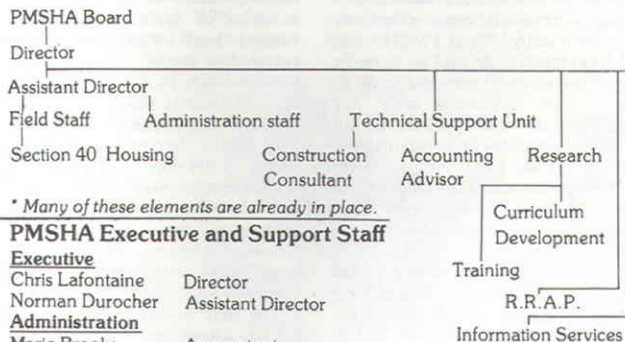 PMSHA Board
Director
Assistant Director
Field Staff Administration staff Technical Support Unit
Section 40 Housing Construction Consultant Accounting Advisor Research
* Many of these elements are already in place.
Curriculum Development
Training
R.R.A.P.
Information Services
PMSHA Executive and Support Staff
Executive
Chris Lafontaine Director
Norman Durocher Assistant Director
Administration